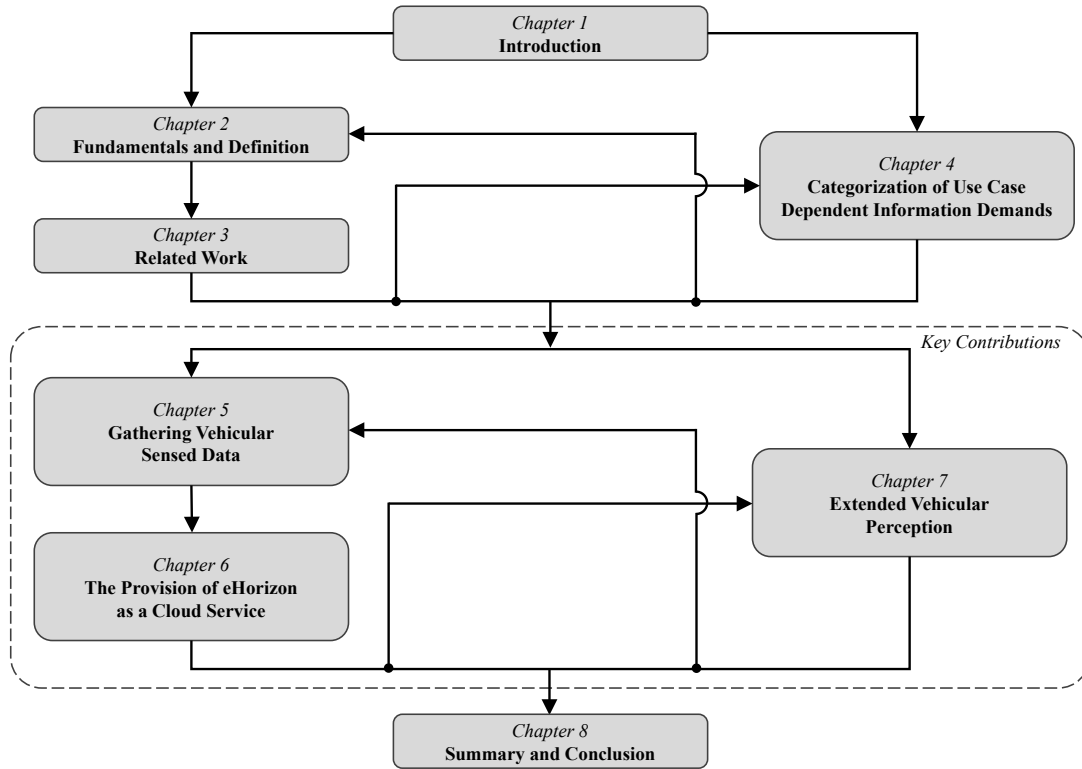 Chapter 1
Introduction
Chapter 2
Fundamentals and Definition
Chapter 4
Categorization of Use Case
Dependent Information Demands
Chapter 3
Related Work
Key Contributions
Chapter 5
Gathering Vehicular
Sensed Data
Chapter 7
Extended Vehicular
Perception
Chapter 6
The Provision of eHorizon
as a Cloud Service
Chapter 8
Summary and Conclusion